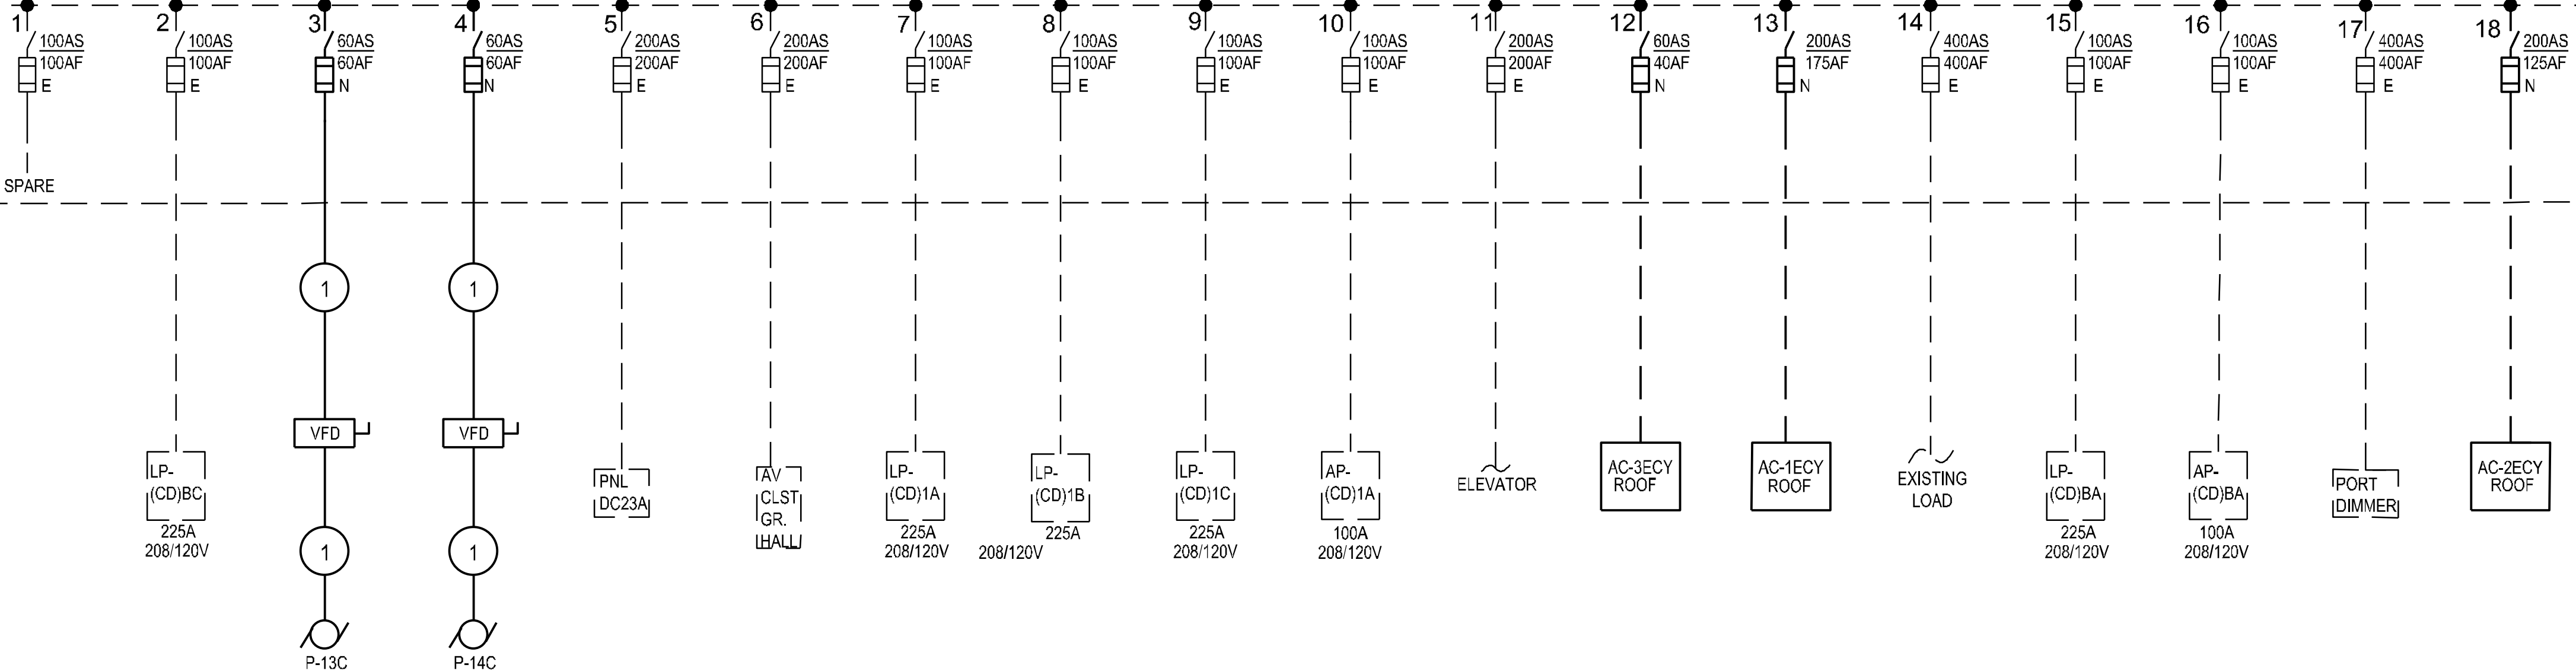 1 2 3 4 5 6 7 8 9 10 11 12 13 14 15 16 17 18
100AS 100AS 60AS 60AS 200AS 200AS 100AS 100AS 100AS 100AS 200AS 60AS 200AS 400AS 100AS 100AS 400AS 200AS
100AF 100AF 60AF 60AF 200AF 200AF 100AF 100AF 100AF 100AF 200AF 40AF 175AF 400AF 100AF 100AF 400AF 125AF
E E N N E E E E E E E N N E E E E N
SPARE
1 1
VFD VFD
LP-
(CD)BC
225A
208/120V
1 1
P-13C P-14C
PNL
DC23A
AV
CLST
GR.
HALL
LP-
(CD)1A
225A
208/120V
LP-
(CD)1B
225A
208/120V
LP-
(CD)1C
225A
208/120V
AP-
(CD)1A
100A
208/120V
ELEVATOR
AC-3ECY
ROOF
AC-1ECY
ROOF
EXISTING
LOAD
LP-
(CD)BA
225A
208/120V
AP-
(CD)BA
100A
208/120V
PORT
DIMMER
AC-2ECY
ROOF